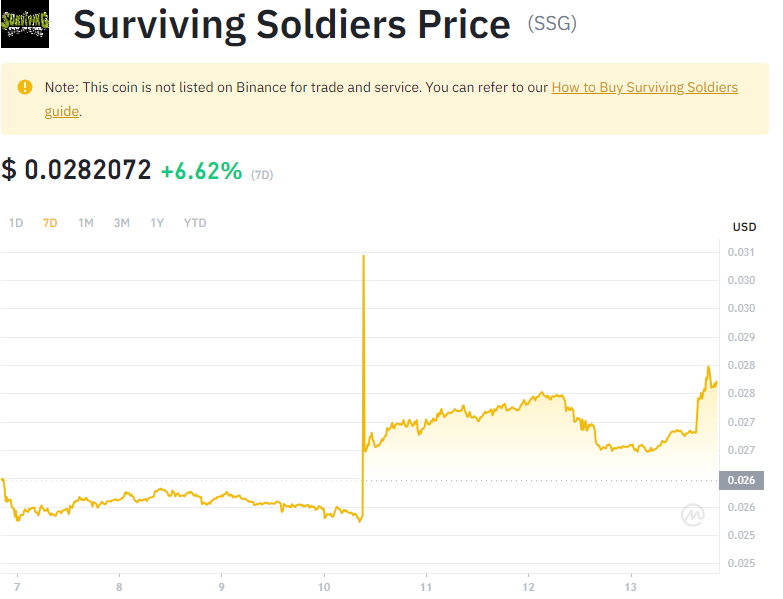 SURVIVING
Surviving Soldiers Price (SSG)
Note: This coin is not listed on Binance for trade and service. You can refer to our How to Buy Surviving Soldiers
guide.
$ 0.0282072 +6.62% (7D)
1D 7D 1M 3M 1Y YTD
USD
0.031
0.030
0.030
0.029
0.028
0.028
0.027
0.027
0.026
0.026
0.025
0.025
7 8 9 10 11 12 13